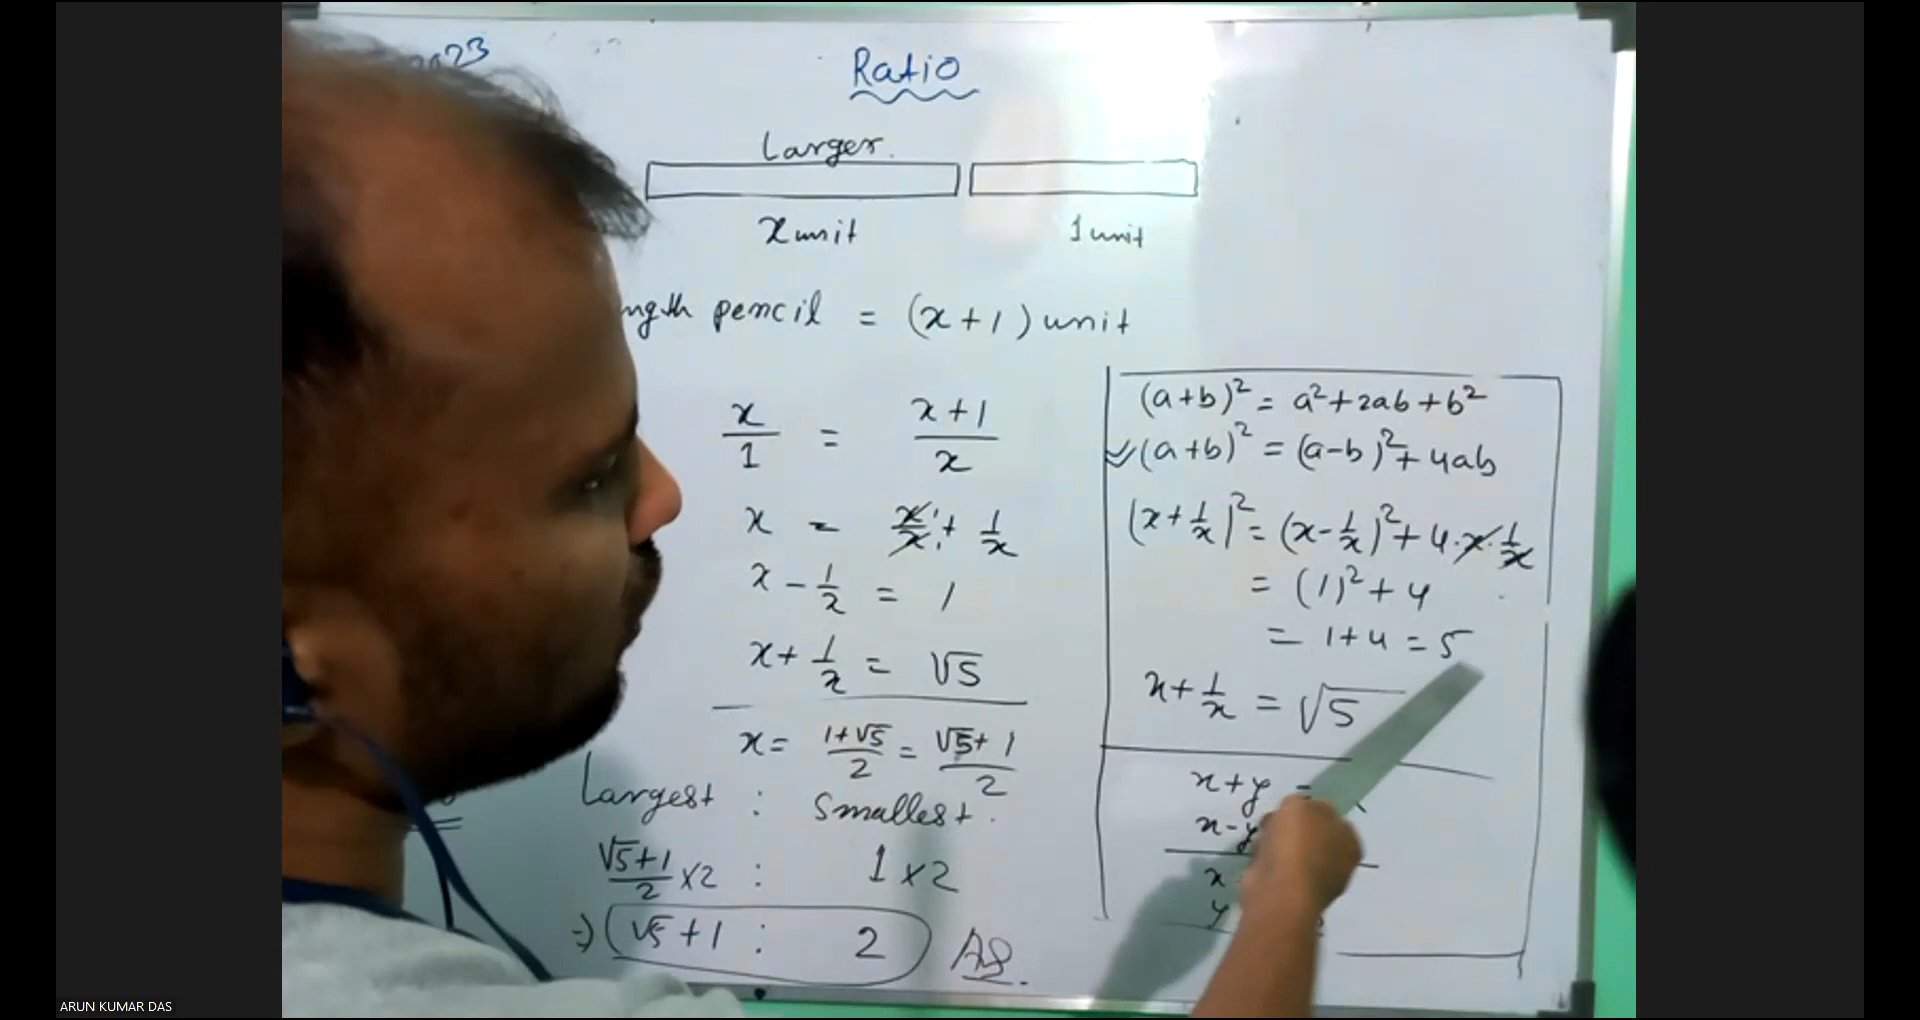 2023
Ratio
Larger.
x unit
1 unit
ngth pencil = (x+1) unit
x/1 = (x+1)/x
x = x/x + 1/x
x - 1/x = 1
x + 1/x = √5
x = (1+√5)/2 = (√5+1)/2
Largest : Smallest.
(√5+1)/2 ×2 : 1×2
⇒ √5+1 : 2 Ans.
(a+b)² = a²+2ab+b²
(a+b)² = (a-b)²+4ab
(x+1/x)² = (x-1/x)²+4·x·1/x
= (1)²+4
= 1+4 = 5
x+1/x = √5
x+y =
x-y
x
y
ARUN KUMAR DAS